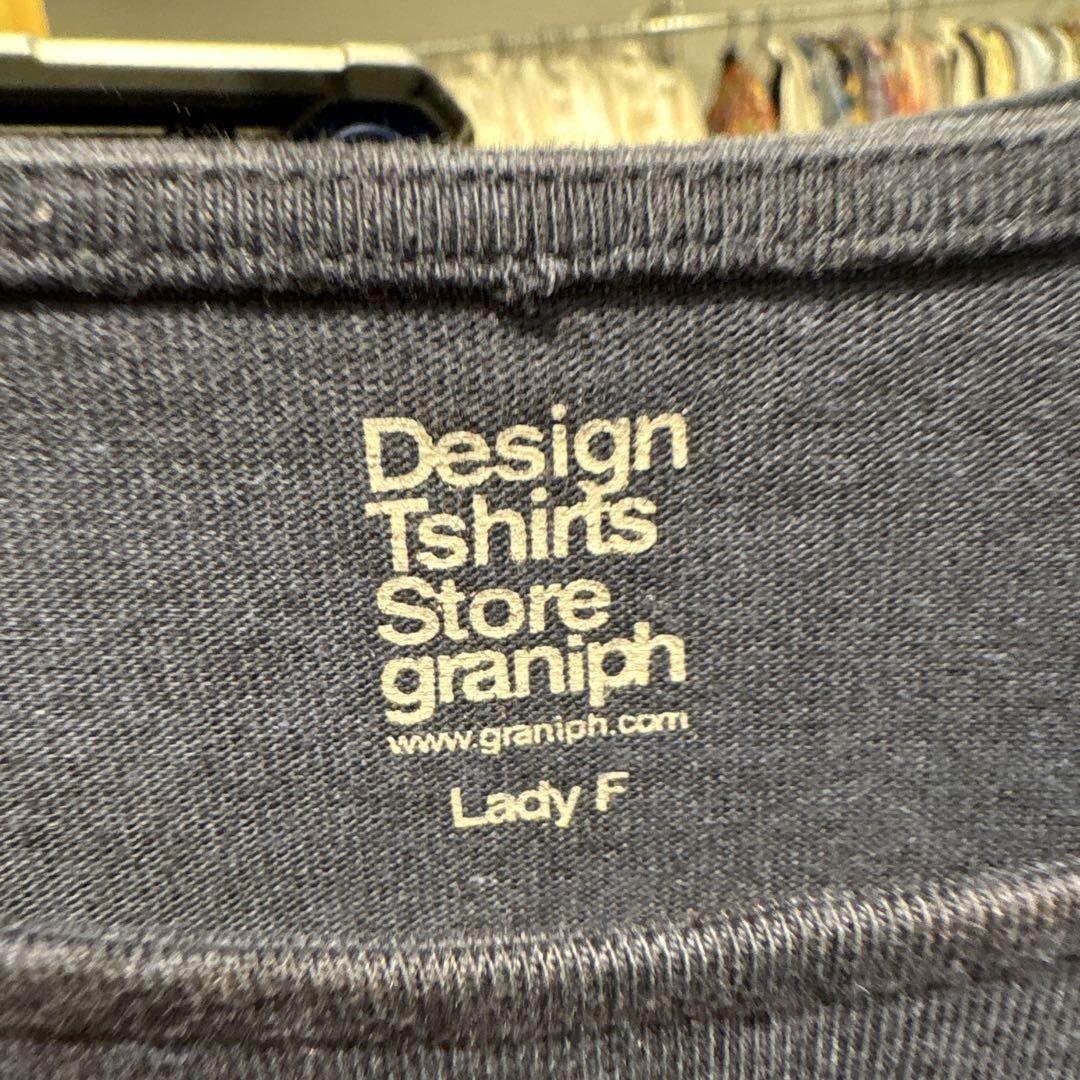 Design
Tshirts
Store
graniph
www.graniph.com
Lady F